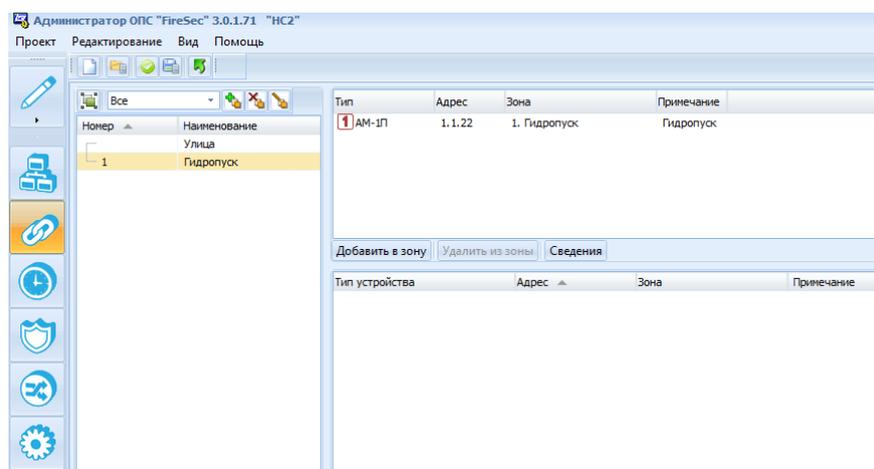 Администратор ОПС "FireSec" 3.0.1.71 "НС2"
Проект Редактирование Вид Помощь
Все
Номер Наименование
Улица
1 Гидропуск
Тип Адрес Зона Примечание
1 АМ-1П 1.1.22 1. Гидропуск Гидропуск
Добавить в зону Удалить из зоны Сведения
Тип устройства Адрес Зона Примечание